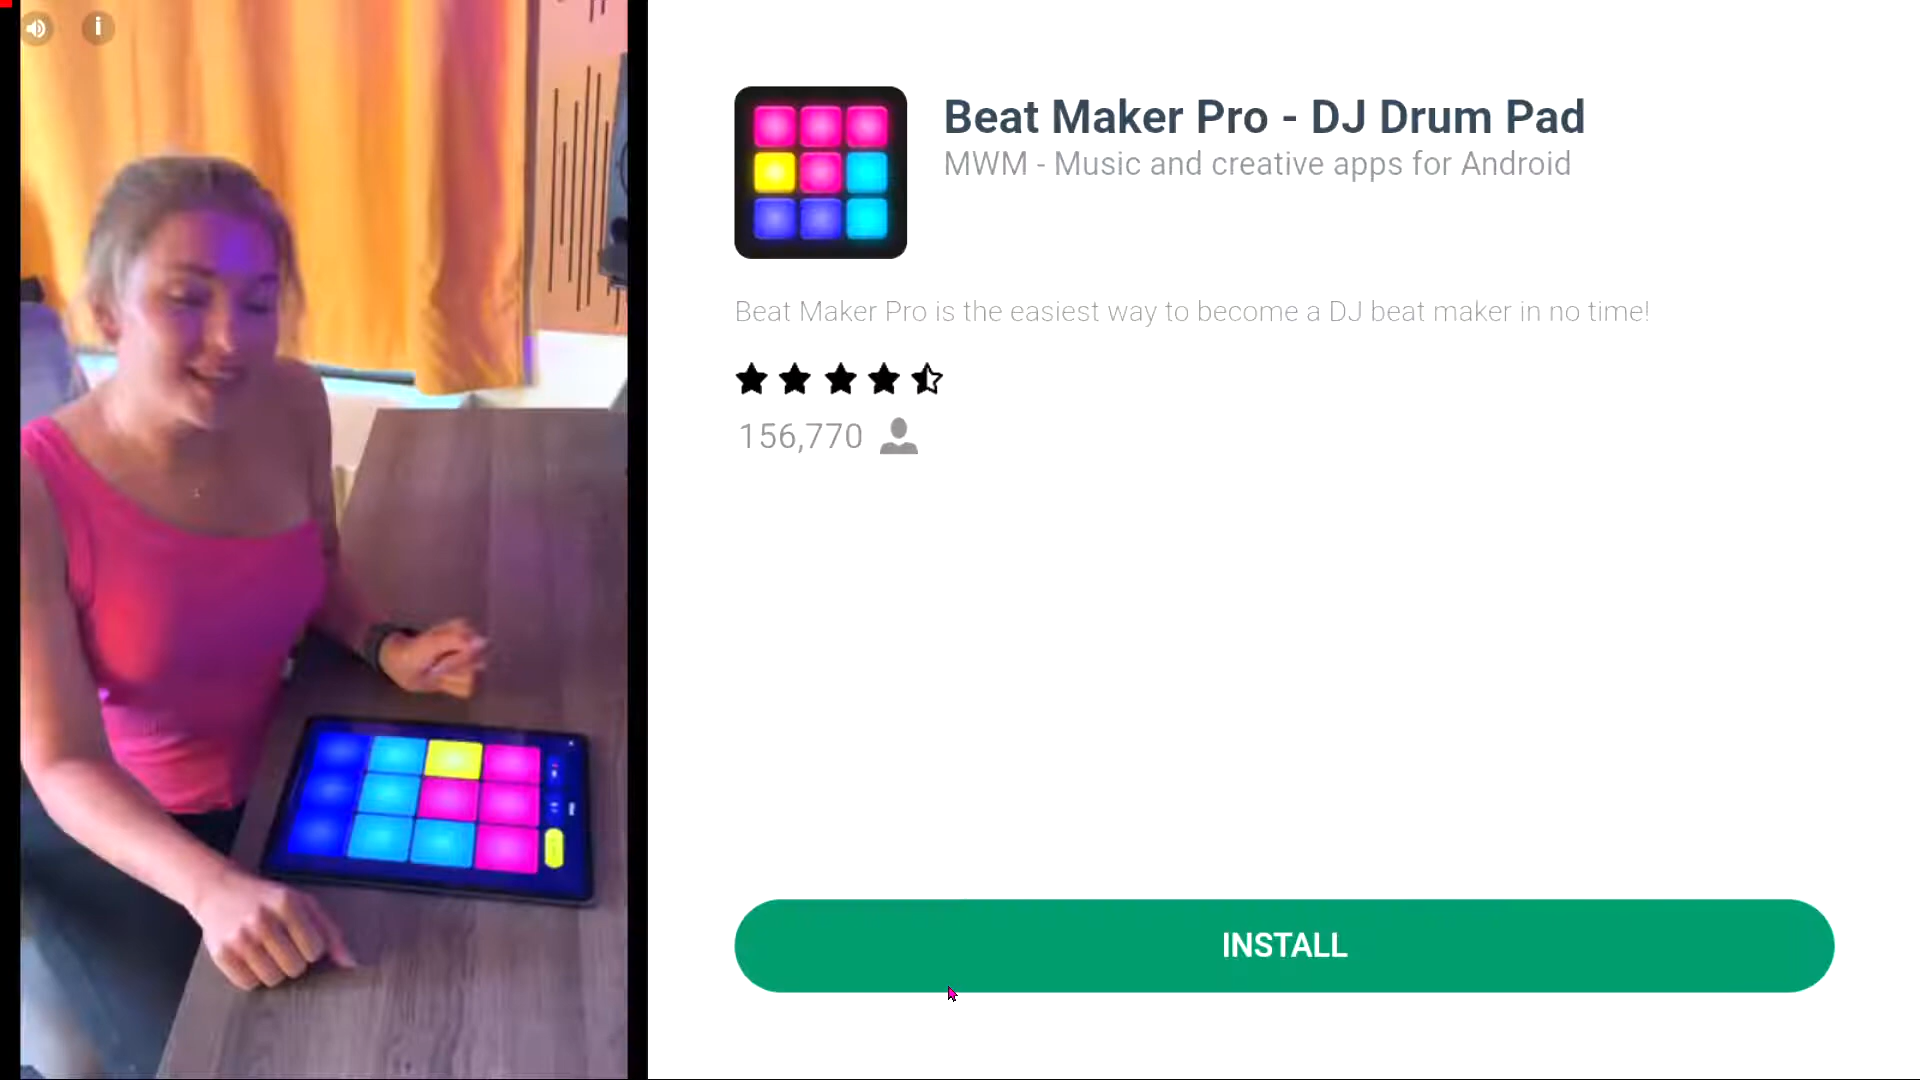 Beat Maker Pro - DJ Drum Pad
MWM - Music and creative apps for Android
Beat Maker Pro is the easiest way to become a DJ beat maker in no time!
156,770
INSTALL